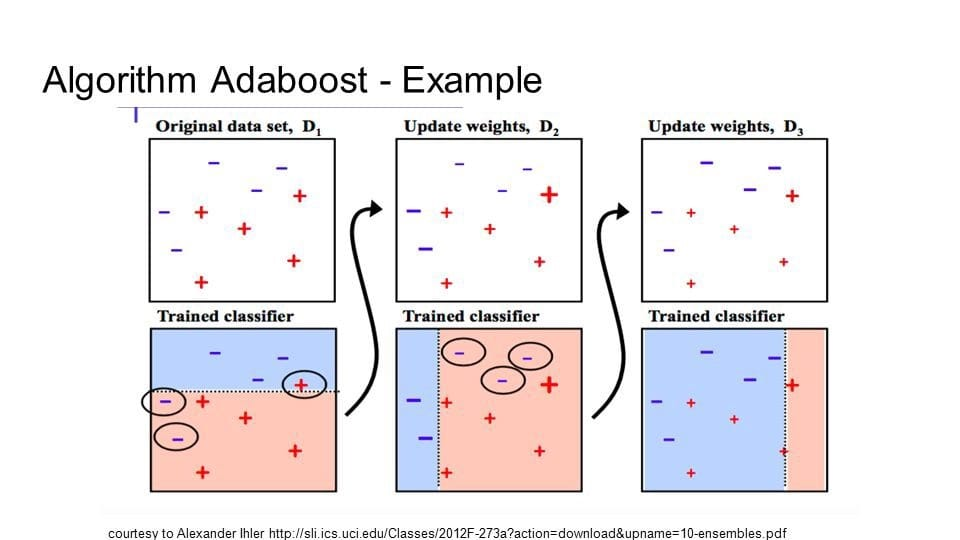 Algorithm Adaboost - Example
Original data set, D1
Update weights, D2
Update weights, D3
Trained classifier
Trained classifier
Trained classifier
courtesy to Alexander Ihler http://sli.ics.uci.edu/Classes/2012F-273a?action=download&upname=10-ensembles.pdf